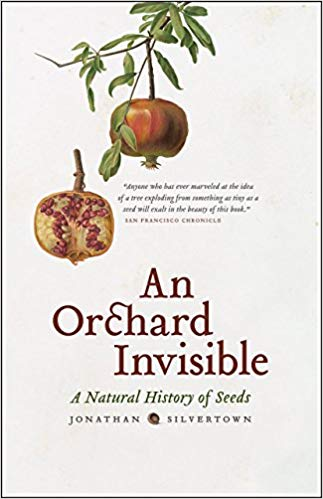 "Anyone who has ever marveled at the idea
of a tree exploding from something as tiny as a
seed will exalt in the beauty of this book."
SAN FRANCISCO CHRONICLE
An
Orchard
Invisible
A Natural History of Seeds
JONATHAN SILVERTOWN